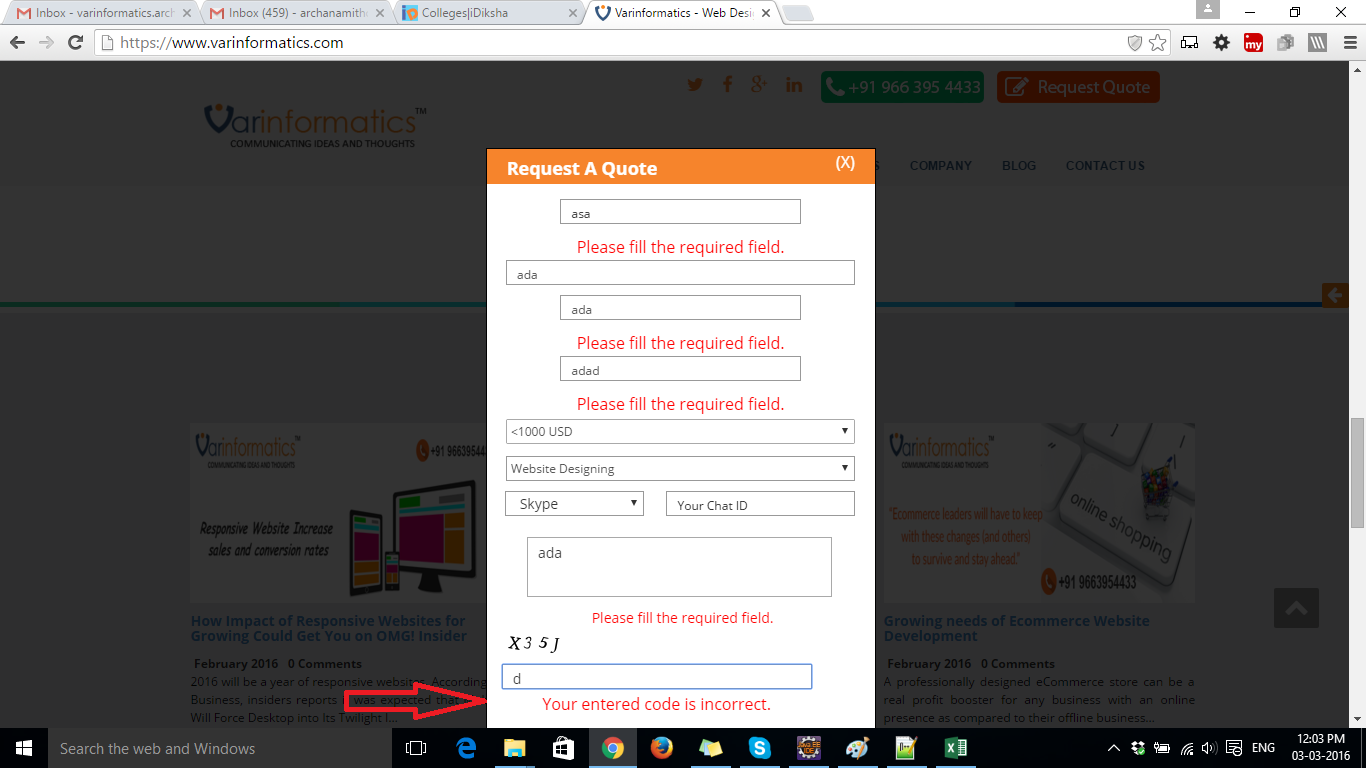 Inbox - varinformatics.arch
Inbox (459) - archanamitho
Colleges|iDiksha
Varinformatics - Web Desi
https://www.varinformatics.com
my
+91 966 395 4433
Request Quote
Varinformatics™
COMMUNICATING IDEAS AND THOUGHTS
S
COMPANY
BLOG
CONTACT US
Request A Quote
(X)
asa
Please fill the required field.
ada
ada
Please fill the required field.
adad
Please fill the required field.
<1000 USD
Website Designing
Skype
Your Chat ID
ada
Please fill the required field.
X 3 5 J
d
Your entered code is incorrect.
Varinformatics™
COMMUNICATING IDEAS AND THOUGHTS
+91 96639544
Responsive Website Increase
sales and conversion rates
How Impact of Responsive Websites for
Growing Could Get You on OMG! Insider
February 2016 0 Comments
2016 will be a year of responsive websites. According
Business, insiders reports it was expected that
Will Force Desktop into Its Twilight I...
Varinformatics™
COMMUNICATING IDEAS AND THOUGHTS
"Ecommerce leaders will have to keep
with these changes (and others)
to survive and stay ahead."
+91 9663954433
online shopping
Growing needs of Ecommerce Website
Development
February 2016 0 Comments
A professionally designed eCommerce store can be a
real profit booster for any business with an online
presence as compared to their offline business...
Search the web and Windows
ENG
12:03 PM
03-03-2016